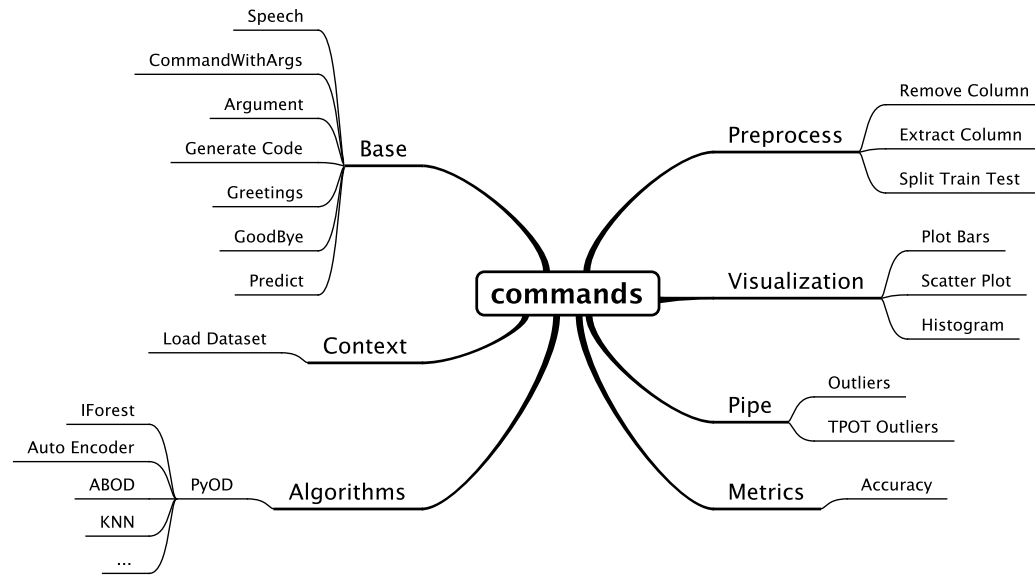 commands
Base
Speech
CommandWithArgs
Argument
Generate Code
Greetings
GoodBye
Predict
Context
Load Dataset
Algorithms
PyOD
IForest
Auto Encoder
ABOD
KNN
...
Preprocess
Remove Column
Extract Column
Split Train Test
Visualization
Plot Bars
Scatter Plot
Histogram
Pipe
Outliers
TPOT Outliers
Metrics
Accuracy